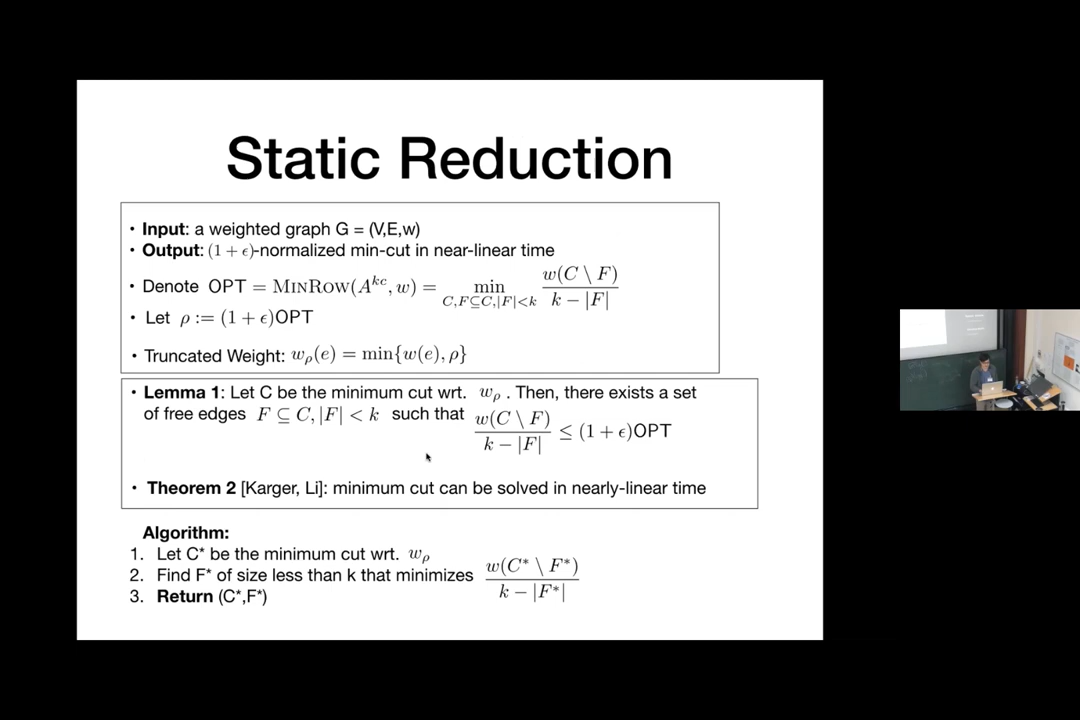 Static Reduction
• Input: a weighted graph G = (V,E,w)
• Output: (1 + ϵ)-normalized min-cut in near-linear time
• Denote OPT = MINROW(A^{kc}, w) = min_{C,F⊆C,|F|<k} w(C \ F) / (k − |F|)
• Let ρ := (1 + ϵ)OPT
• Truncated Weight: w_ρ(e) = min{w(e), ρ}
• Lemma 1: Let C be the minimum cut wrt. w_ρ . Then, there exists a set
of free edges F ⊆ C, |F| < k such that w(C \ F) / (k − |F|) ≤ (1 + ϵ)OPT
• Theorem 2 [Karger, Li]: minimum cut can be solved in nearly-linear time
Algorithm:
1. Let C* be the minimum cut wrt. w_ρ
2. Find F* of size less than k that minimizes w(C* \ F*) / (k − |F*|)
3. Return (C*,F*)